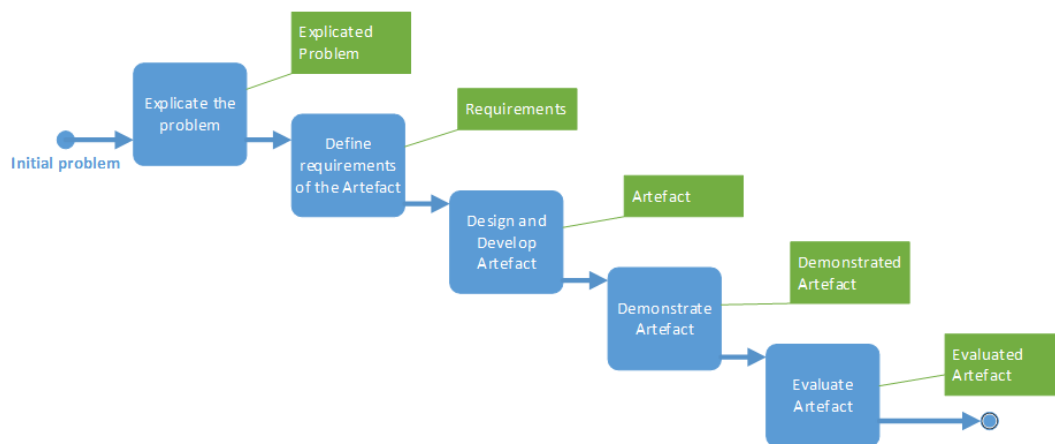 Explicated
Problem
Explicate the
problem
Initial problem
Requirements
Define
requirements
of the Artefact
Artefact
Design and
Develop
Artefact
Demonstrated
Artefact
Demonstrate
Artefact
Evaluated
Artefact
Evaluate
Artefact